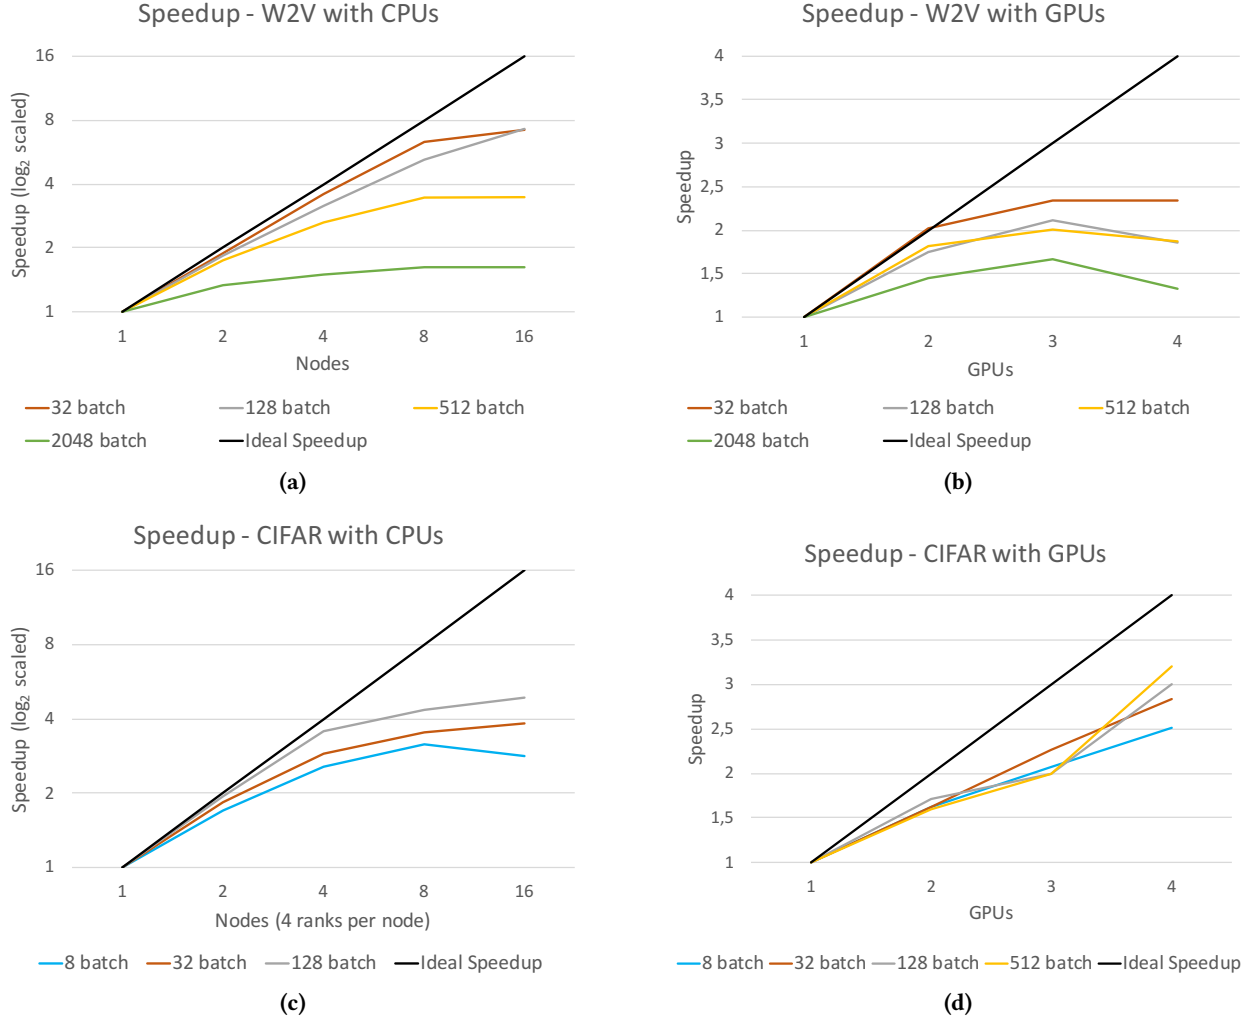 Speedup - W2V with CPUs
Speedup (log2 scaled)
16
8
4
2
1
1 2 4 8 16
Nodes
32 batch 128 batch 512 batch
2048 batch Ideal Speedup
(a)
Speedup - W2V with GPUs
Speedup
4
3,5
3
2,5
2
1,5
1
1 2 3 4
GPUs
32 batch 128 batch 512 batch
2048 batch Ideal Speedup
(b)
Speedup - CIFAR with CPUs
Speedup (log2 scaled)
16
8
4
2
1
1 2 4 8 16
Nodes (4 ranks per node)
8 batch 32 batch 128 batch Ideal Speedup
(c)
Speedup - CIFAR with GPUs
Speedup
4
3,5
3
2,5
2
1,5
1
1 2 3 4
GPUs
8 batch 32 batch 128 batch 512 batch Ideal Speedup
(d)